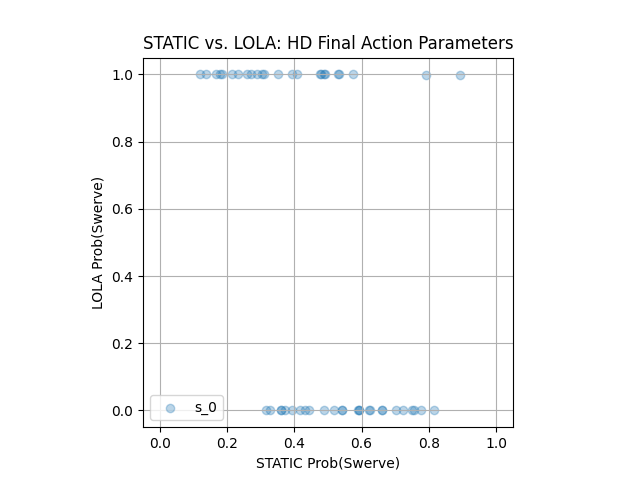 STATIC vs. LOLA: HD Final Action Parameters
LOLA Prob(Swerve)
1.0
0.8
0.6
0.4
0.2
0.0
s_0
0.0 0.2 0.4 0.6 0.8 1.0
STATIC Prob(Swerve)